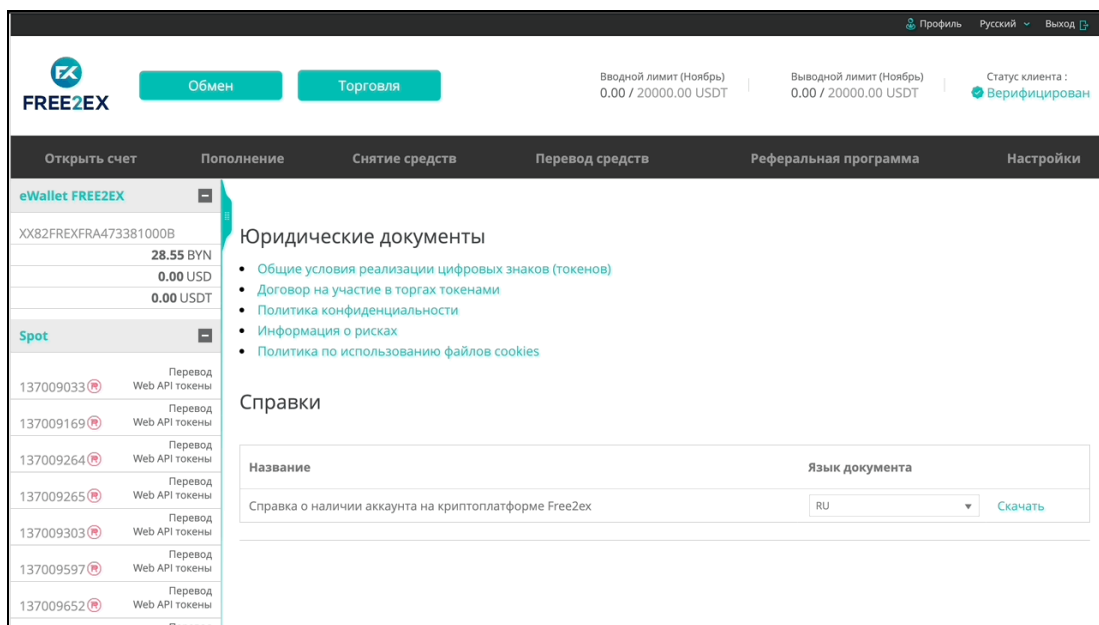 Профиль Русский Выход
FREE2EX
Обмен
Торговля
Вводной лимит (Ноябрь)
0.00 / 20000.00 USDT
Выводной лимит (Ноябрь)
0.00 / 20000.00 USDT
Статус клиента :
Верифицирован
Открыть счет Пополнение Снятие средств Перевод средств Реферальная программа Настройки
eWallet FREE2EX
XX82FREXFRA473381000B
28.55 BYN
0.00 USD
0.00 USDT
Spot
Перевод
137009033 Web API токены
Перевод
137009169 Web API токены
Перевод
137009264 Web API токены
Перевод
137009265 Web API токены
Перевод
137009303 Web API токены
Перевод
137009597 Web API токены
Перевод
137009652 Web API токены
Юридические документы
Общие условия реализации цифровых знаков (токенов)
Договор на участие в торгах токенами
Политика конфиденциальности
Информация о рисках
Политика по использованию файлов cookies
Справки
Название Язык документа
Справка о наличии аккаунта на криптоплатформе Free2ex RU Скачать